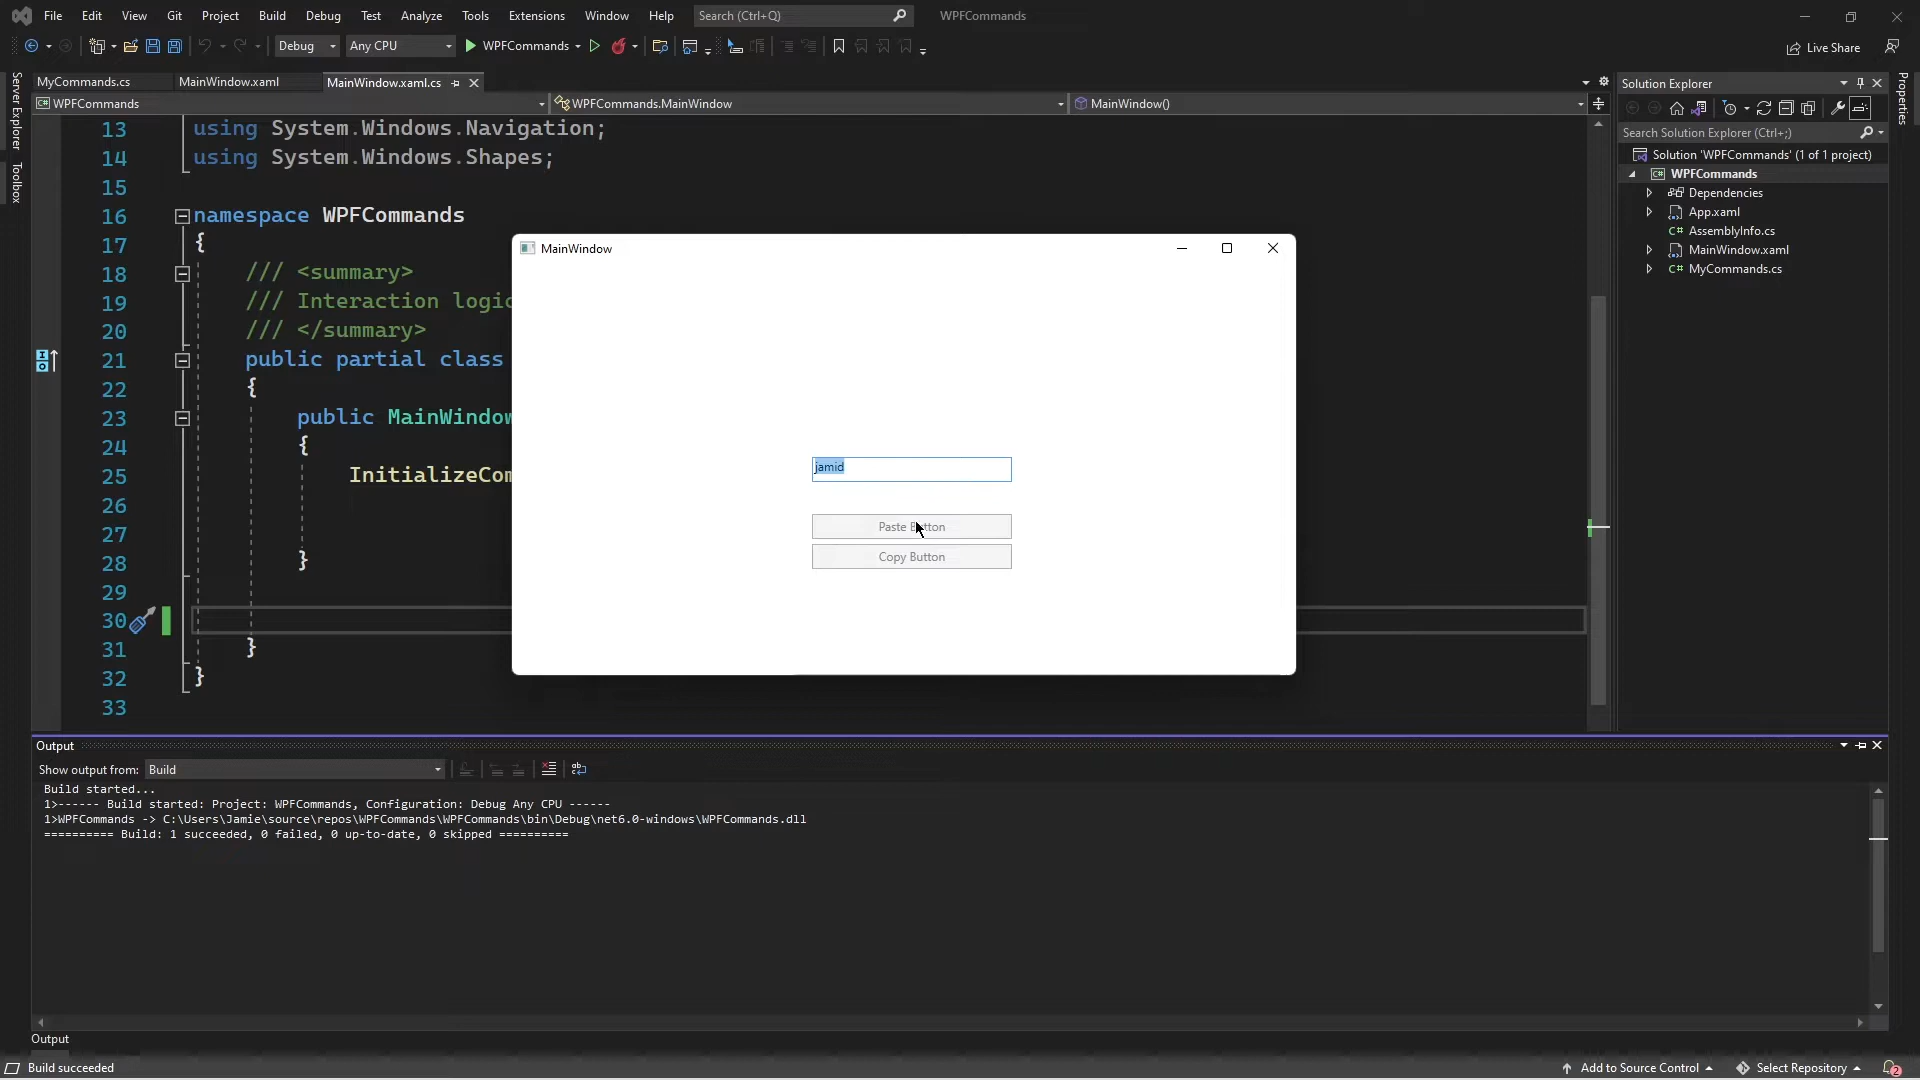 File Edit View Git Project Build Debug Test Analyze Tools Extensions Window Help Search (Ctrl+Q) WPFCommands
Debug Any CPU WPFCommands Live Share
MyCommands.cs MainWindow.xaml MainWindow.xaml.cs
WPFCommands WPFCommands.MainWindow MainWindow()
Server Explorer
Toolbox
13 using System.Windows.Navigation;
14 using System.Windows.Shapes;
15
16 namespace WPFCommands
17 {
18 /// <summary>
19 /// Interaction logic
20 /// </summary>
21 public partial class
22 {
23 public MainWindow
24 {
25 InitializeCom
26
27
28 }
29
30
31 }
32 }
33
MainWindow
jamid
Paste Button
Copy Button
Solution Explorer
Search Solution Explorer (Ctrl+;)
Solution 'WPFCommands' (1 of 1 project)
WPFCommands
Dependencies
App.xaml
AssemblyInfo.cs
MainWindow.xaml
MyCommands.cs
Properties
Output
Show output from: Build
Build started...
1>------ Build started: Project: WPFCommands, Configuration: Debug Any CPU ------
1>WPFCommands -> C:\Users\Jamie\source\repos\WPFCommands\WPFCommands\bin\Debug\net6.0-windows\WPFCommands.dll
========== Build: 1 succeeded, 0 failed, 0 up-to-date, 0 skipped ==========
Output
Build succeeded Add to Source Control Select Repository 2